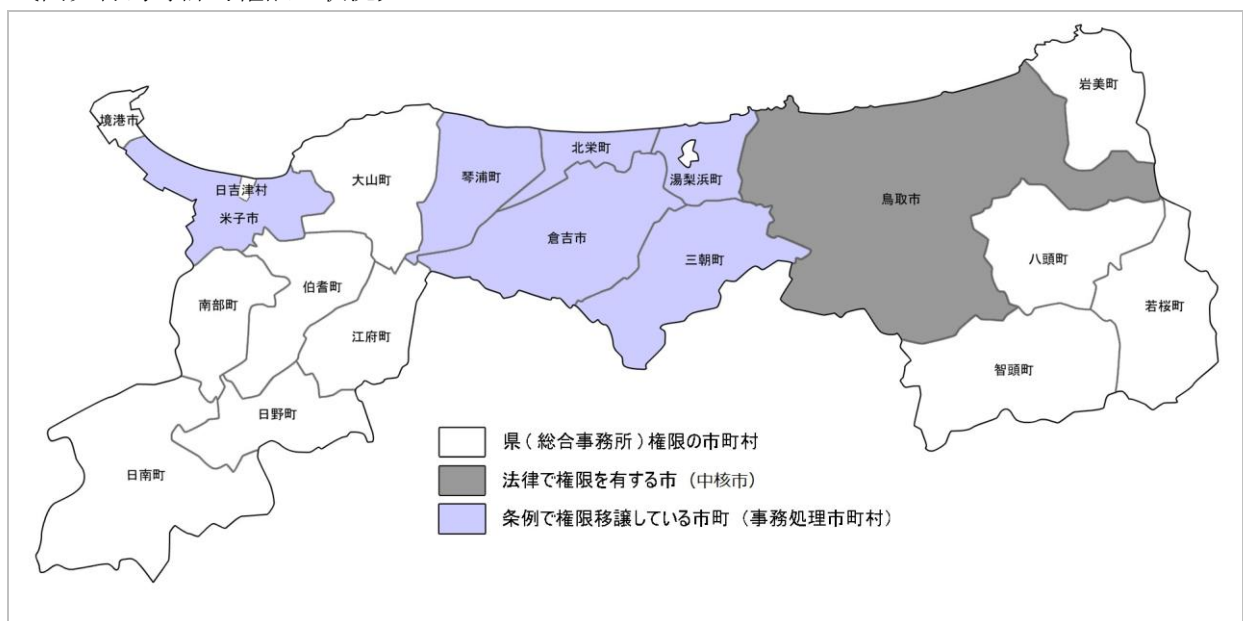 岩美町
境港市
北栄町
大山町
琴浦町
湯梨浜町
日吉津村
鳥取市
米子市
倉吉市
三朝町
八頭町
伯耆町
南部町
若桜町
江府町
智頭町
日野町
日南町
県(総合事務所)権限の市町村
法律で権限を有する市(中核市)
条例で権限移譲している市町(事務処理市町村)